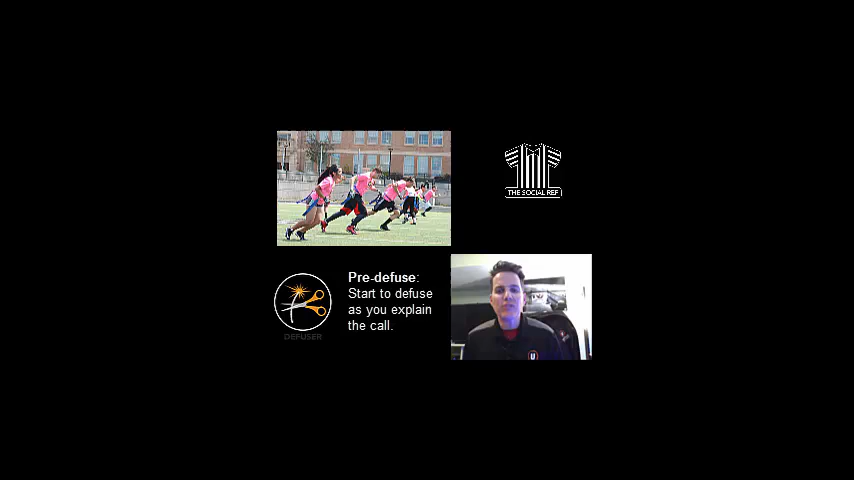 THE SOCIAL REF
Pre-defuse:
Start to defuse
as you explain
the call.
DEFUSER
U